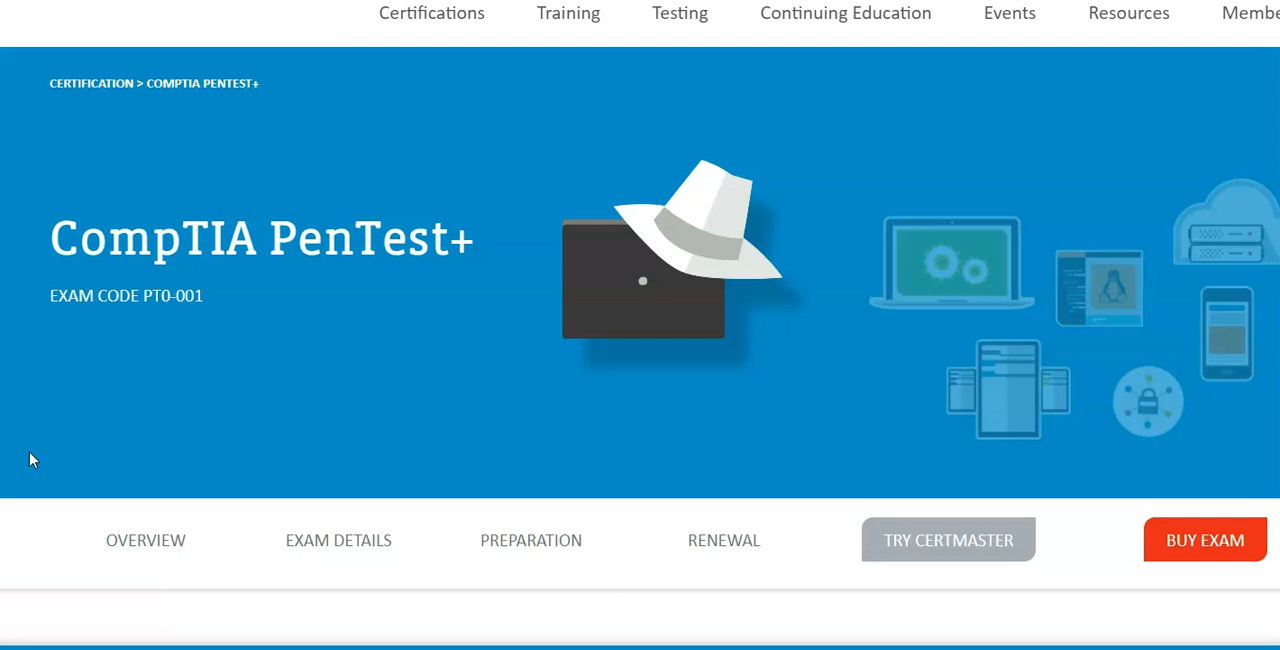 Certifications Training Testing Continuing Education Events Resources Membe
CERTIFICATION > COMPTIA PENTEST+
CompTIA PenTest+
EXAM CODE PT0-001
OVERVIEW EXAM DETAILS PREPARATION RENEWAL TRY CERTMASTER BUY EXAM